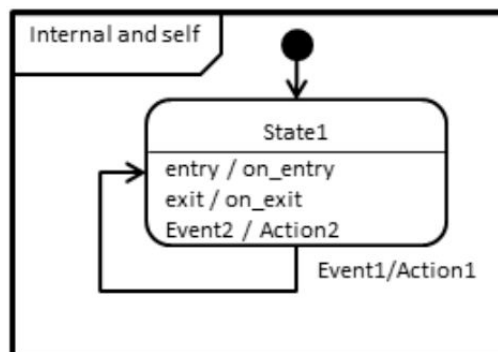 Internal and self
State1
entry / on_entry
exit / on_exit
Event2 / Action2
Event1/Action1